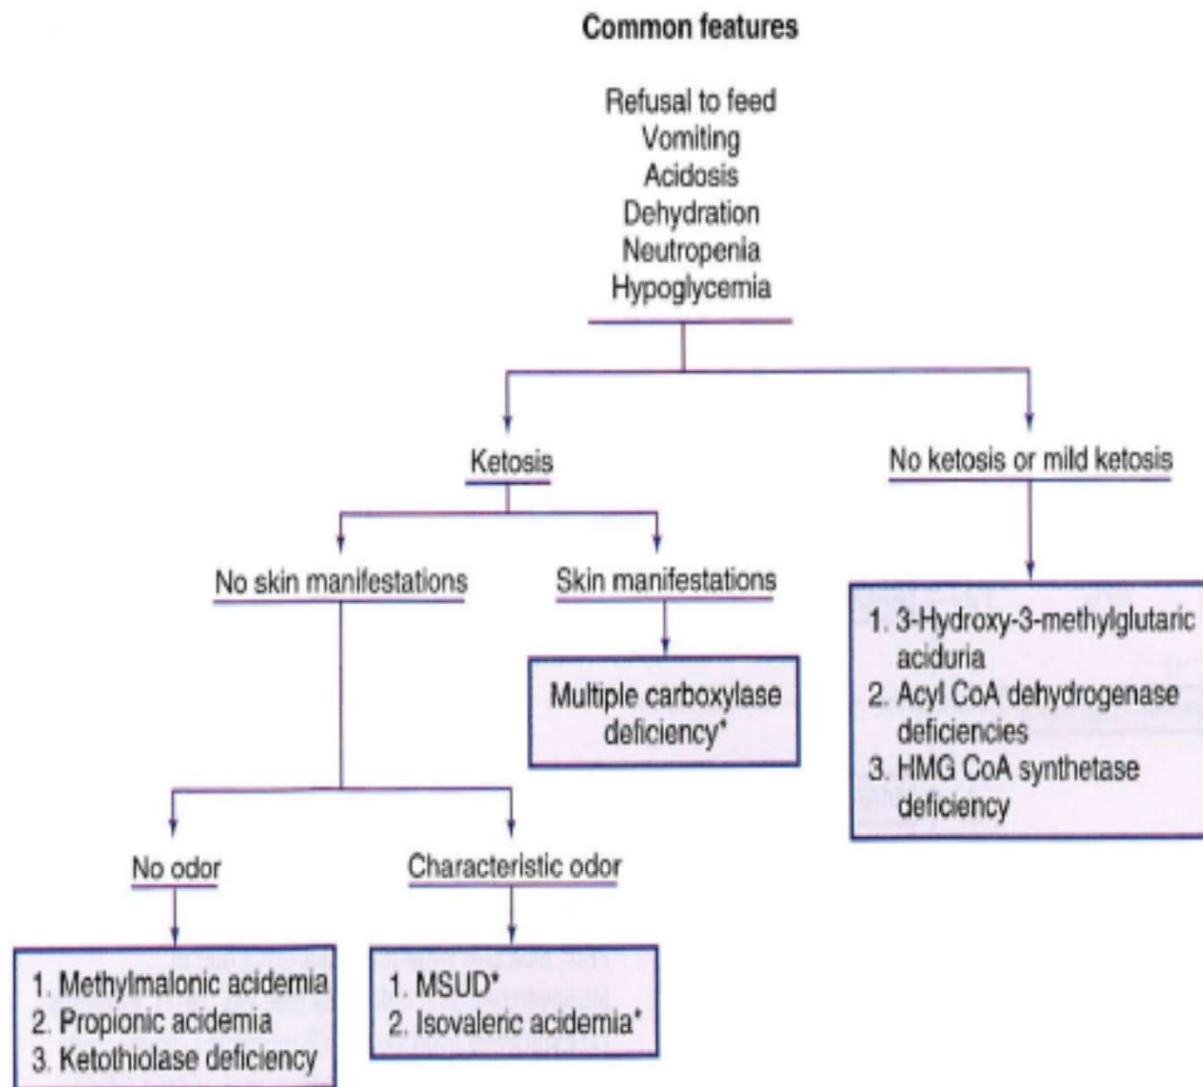 Common features
Refusal to feed
Vomiting
Acidosis
Dehydration
Neutropenia
Hypoglycemia
Ketosis
No ketosis or mild ketosis
No skin manifestations
Skin manifestations
Multiple carboxylase
deficiency*
1. 3-Hydroxy-3-methylglutaric
aciduria
2. Acyl CoA dehydrogenase
deficiencies
3. HMG CoA synthetase
deficiency
No odor
Characteristic odor
1. Methylmalonic acidemia
2. Propionic acidemia
3. Ketothiolase deficiency
1. MSUD*
2. Isovaleric acidemia*